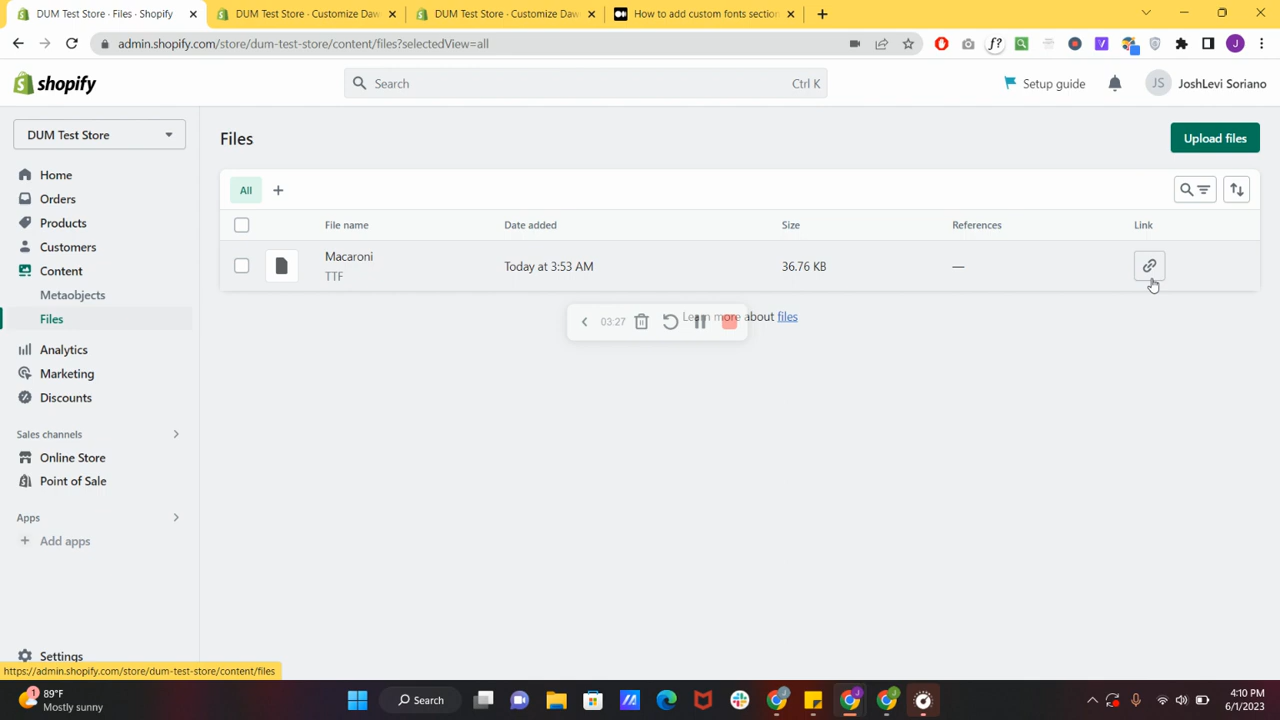 DUM Test Store · Files · Shopify
DUM Test Store · Customize Daw
DUM Test Store · Customize Daw
How to add custom fonts section
admin.shopify.com/store/dum-test-store/content/files?selectedView=all
shopify
Search
Ctrl K
Setup guide
JS
JoshLevi Soriano
DUM Test Store
Files
Upload files
Home
Orders
Products
Customers
Content
Metaobjects
Files
Analytics
Marketing
Discounts
Sales channels
Online Store
Point of Sale
Apps
Add apps
Settings
All
File name
Date added
Size
References
Link
Macaroni
TTF
Today at 3:53 AM
36.76 KB
—
03:27
Learn more about files
https://admin.shopify.com/store/dum-test-store/content/files
1
89°F
Mostly sunny
Search
4:10 PM
6/1/2023